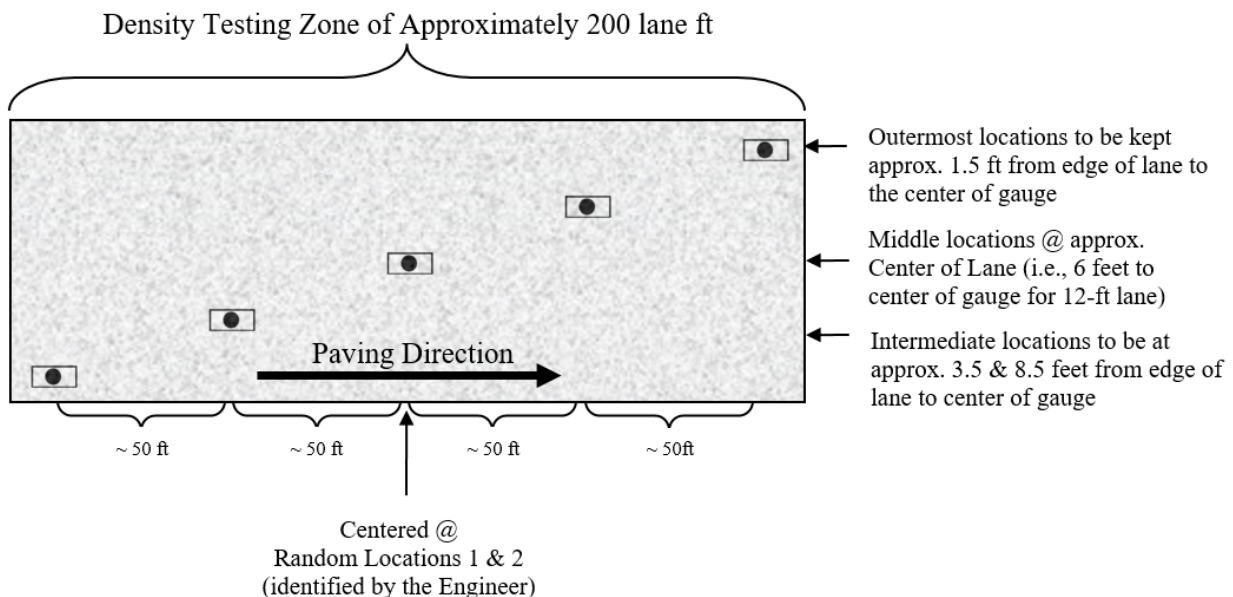 Density Testing Zone of Approximately 200 lane ft
Outermost locations to be kept
approx. 1.5 ft from edge of lane to
the center of gauge
Middle locations @ approx.
Center of Lane (i.e., 6 feet to
center of gauge for 12-ft lane)
Intermediate locations to be at
approx. 3.5 & 8.5 feet from edge of
lane to center of gauge
Paving Direction
~ 50 ft
~ 50 ft
~ 50 ft
~ 50ft
Centered @
Random Locations 1 & 2
(identified by the Engineer)